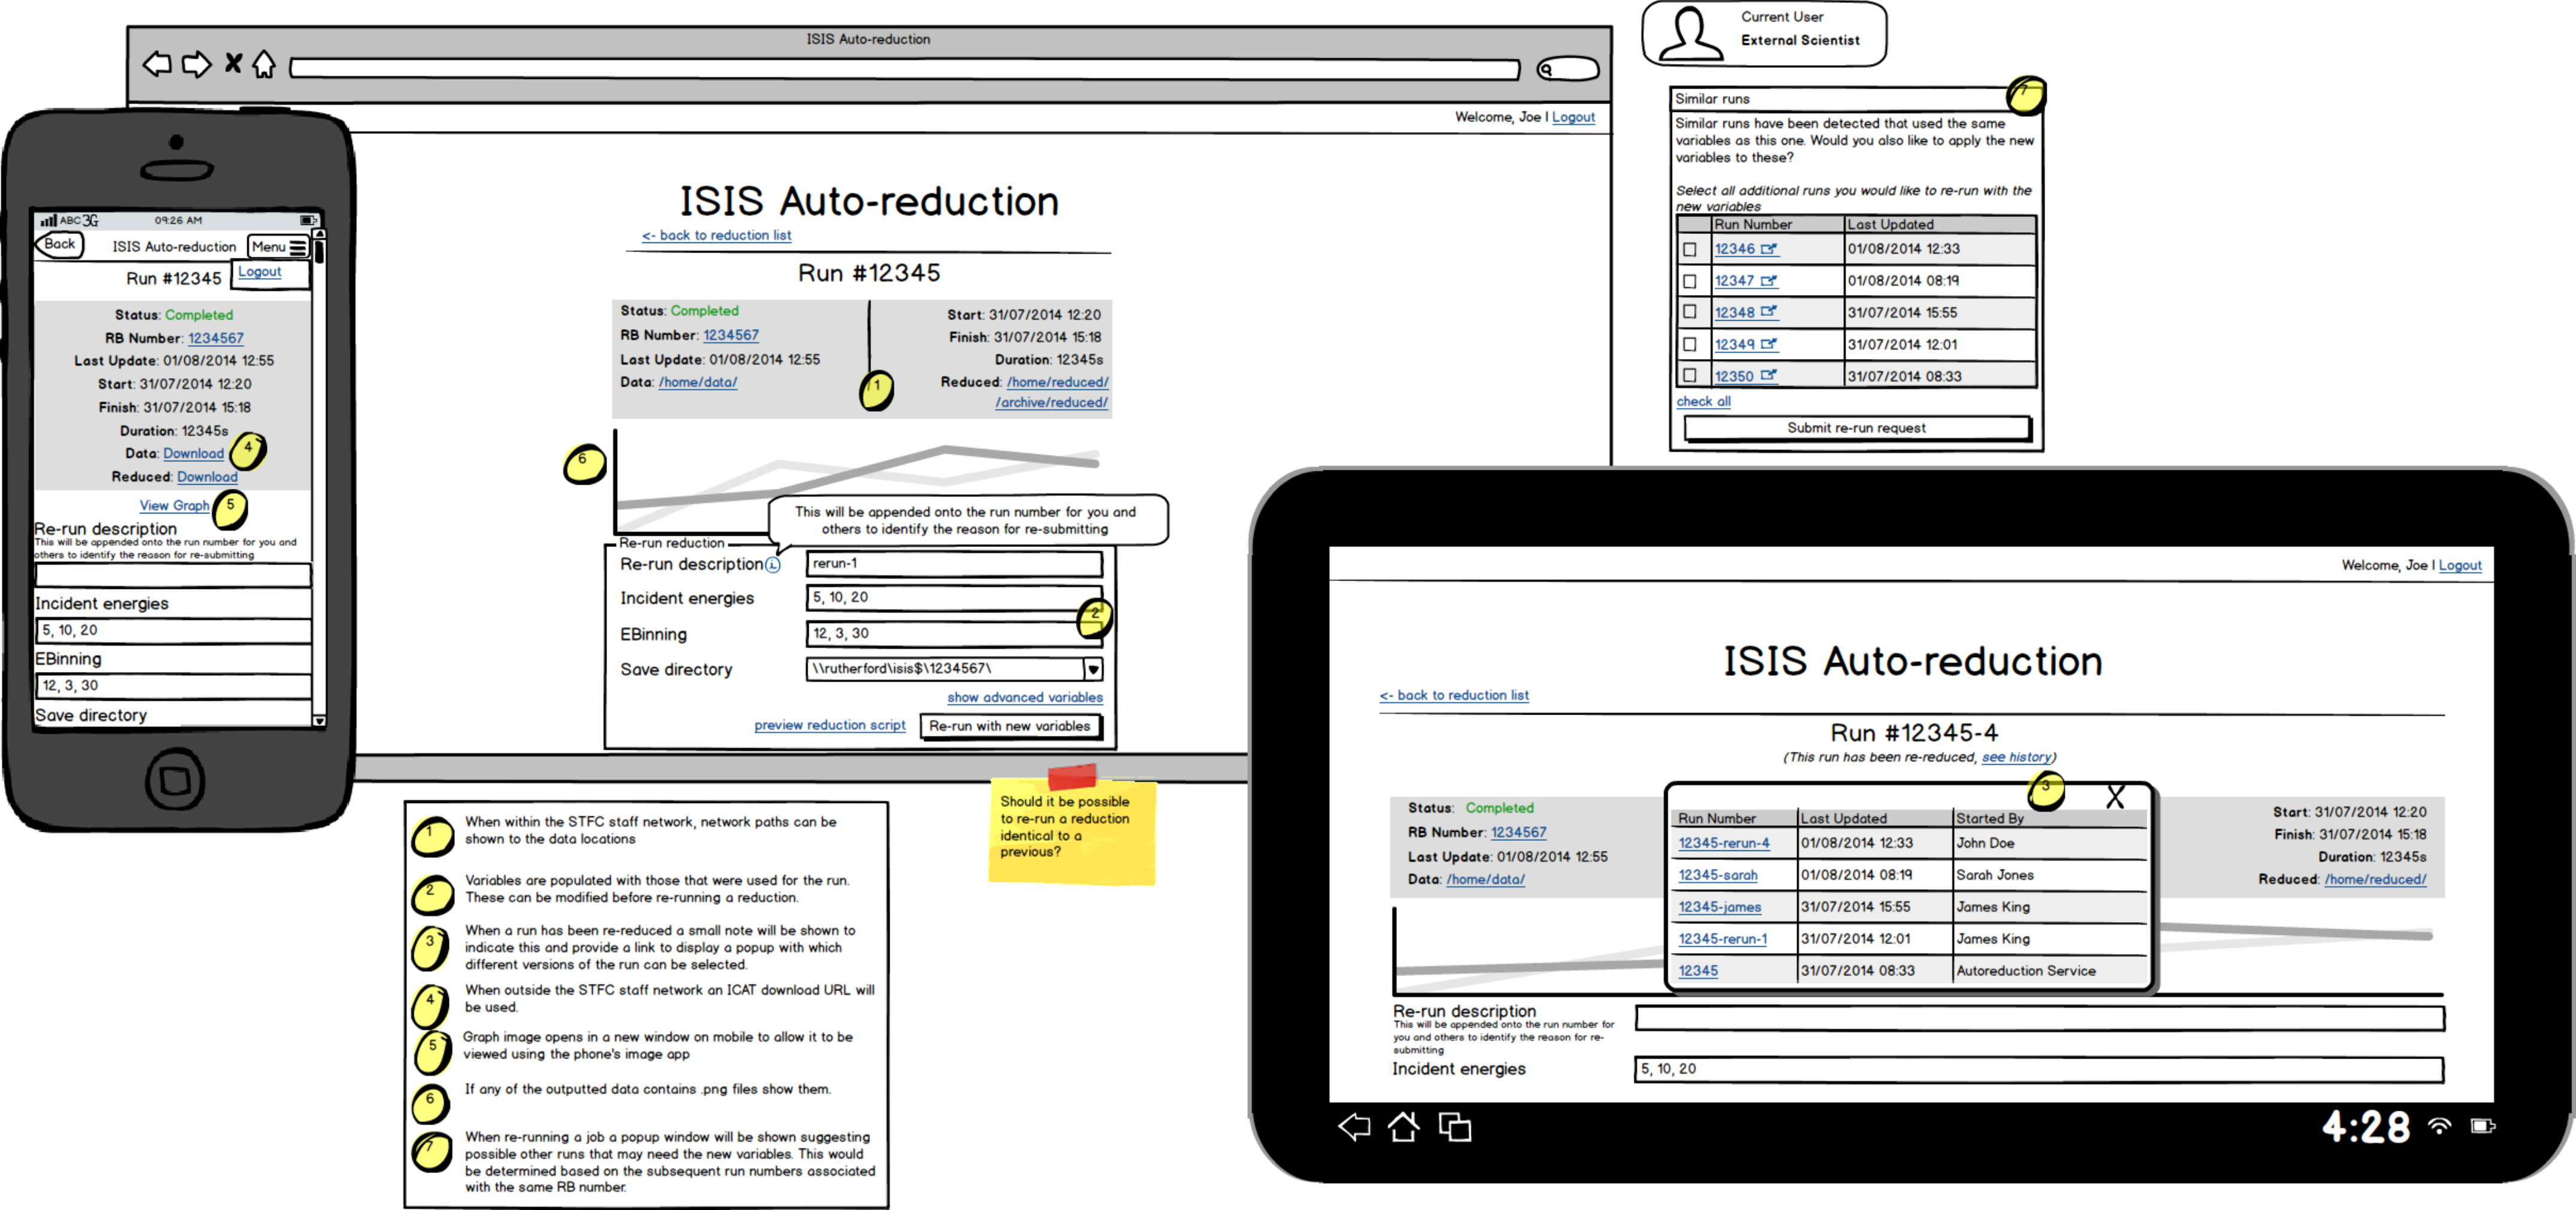 ISIS Auto-reduction
Welcome, Joe | Logout
ISIS Auto-reduction
<- back to reduction list
Run #12345
Status: Completed
RB Number: 1234567
Last Update: 01/08/2014 12:55
Data: /home/data/
Start: 31/07/2014 12:20
Finish: 31/07/2014 15:18
Duration: 12345s
Reduced: /home/reduced/
/archive/reduced/
1
6
This will be appended onto the run number for you and
others to identify the reason for re-submitting
Re-run reduction
Re-run description
rerun-1
Incident energies
5, 10, 20
2
EBinning
12, 3, 30
Save directory
\\rutherford\isis$\1234567\
show advanced variables
preview reduction script
Re-run with new variables
ABC 3G
09:26 AM
Back
ISIS Auto-reduction
Menu
Run #12345
Logout
Status: Completed
RB Number: 1234567
Last Update: 01/08/2014 12:55
Start: 31/07/2014 12:20
Finish: 31/07/2014 15:18
Duration: 12345s
Data: Download
4
Reduced: Download
View Graph
5
Re-run description
This will be appended onto the run number for you and
others to identify the reason for re-submitting
Incident energies
5, 10, 20
EBinning
12, 3, 30
Save directory
Current User
External Scientist
Similar runs
7
Similar runs have been detected that used the same
variables as this one. Would you also like to apply the new
variables to these?
Select all additional runs you would like to re-run with the
new variables
Run Number Last Updated
12346 01/08/2014 12:33
12347 01/08/2014 08:19
12348 31/07/2014 15:55
12349 31/07/2014 12:01
12350 31/07/2014 08:33
check all
Submit re-run request
Should it be possible
to re-run a reduction
identical to a
previous?
1
When within the STFC staff network, network paths can be
shown to the data locations
2
Variables are populated with those that were used for the run.
These can be modified before re-running a reduction.
3
When a run has been re-reduced a small note will be shown to
indicate this and provide a link to display a popup with which
different versions of the run can be selected.
4
When outside the STFC staff network an ICAT download URL will
be used.
5
Graph image opens in a new window on mobile to allow it to be
viewed using the phone's image app
6
If any of the outputted data contains .png files show them.
7
When re-running a job a popup window will be shown suggesting
possible other runs that may need the new variables. This would
be determined based on the subsequent run numbers associated
with the same RB number.
Welcome, Joe | Logout
ISIS Auto-reduction
<- back to reduction list
Run #12345-4
(This run has been re-reduced, see history)
Status: Completed
RB Number: 1234567
Last Update: 01/08/2014 12:55
Data: /home/data/
3
X
Run Number Last Updated Started By
12345-rerun-4 01/08/2014 12:33 John Doe
12345-sarah 01/08/2014 08:19 Sarah Jones
12345-james 31/07/2014 15:55 James King
12345-rerun-1 31/07/2014 12:01 James King
12345 31/07/2014 08:33 Autoreduction Service
Start: 31/07/2014 12:20
Finish: 31/07/2014 15:18
Duration: 12345s
Reduced: /home/reduced/
Re-run description
This will be appended onto the run number for
you and others to identify the reason for re-
submitting
Incident energies
5, 10, 20
4:28